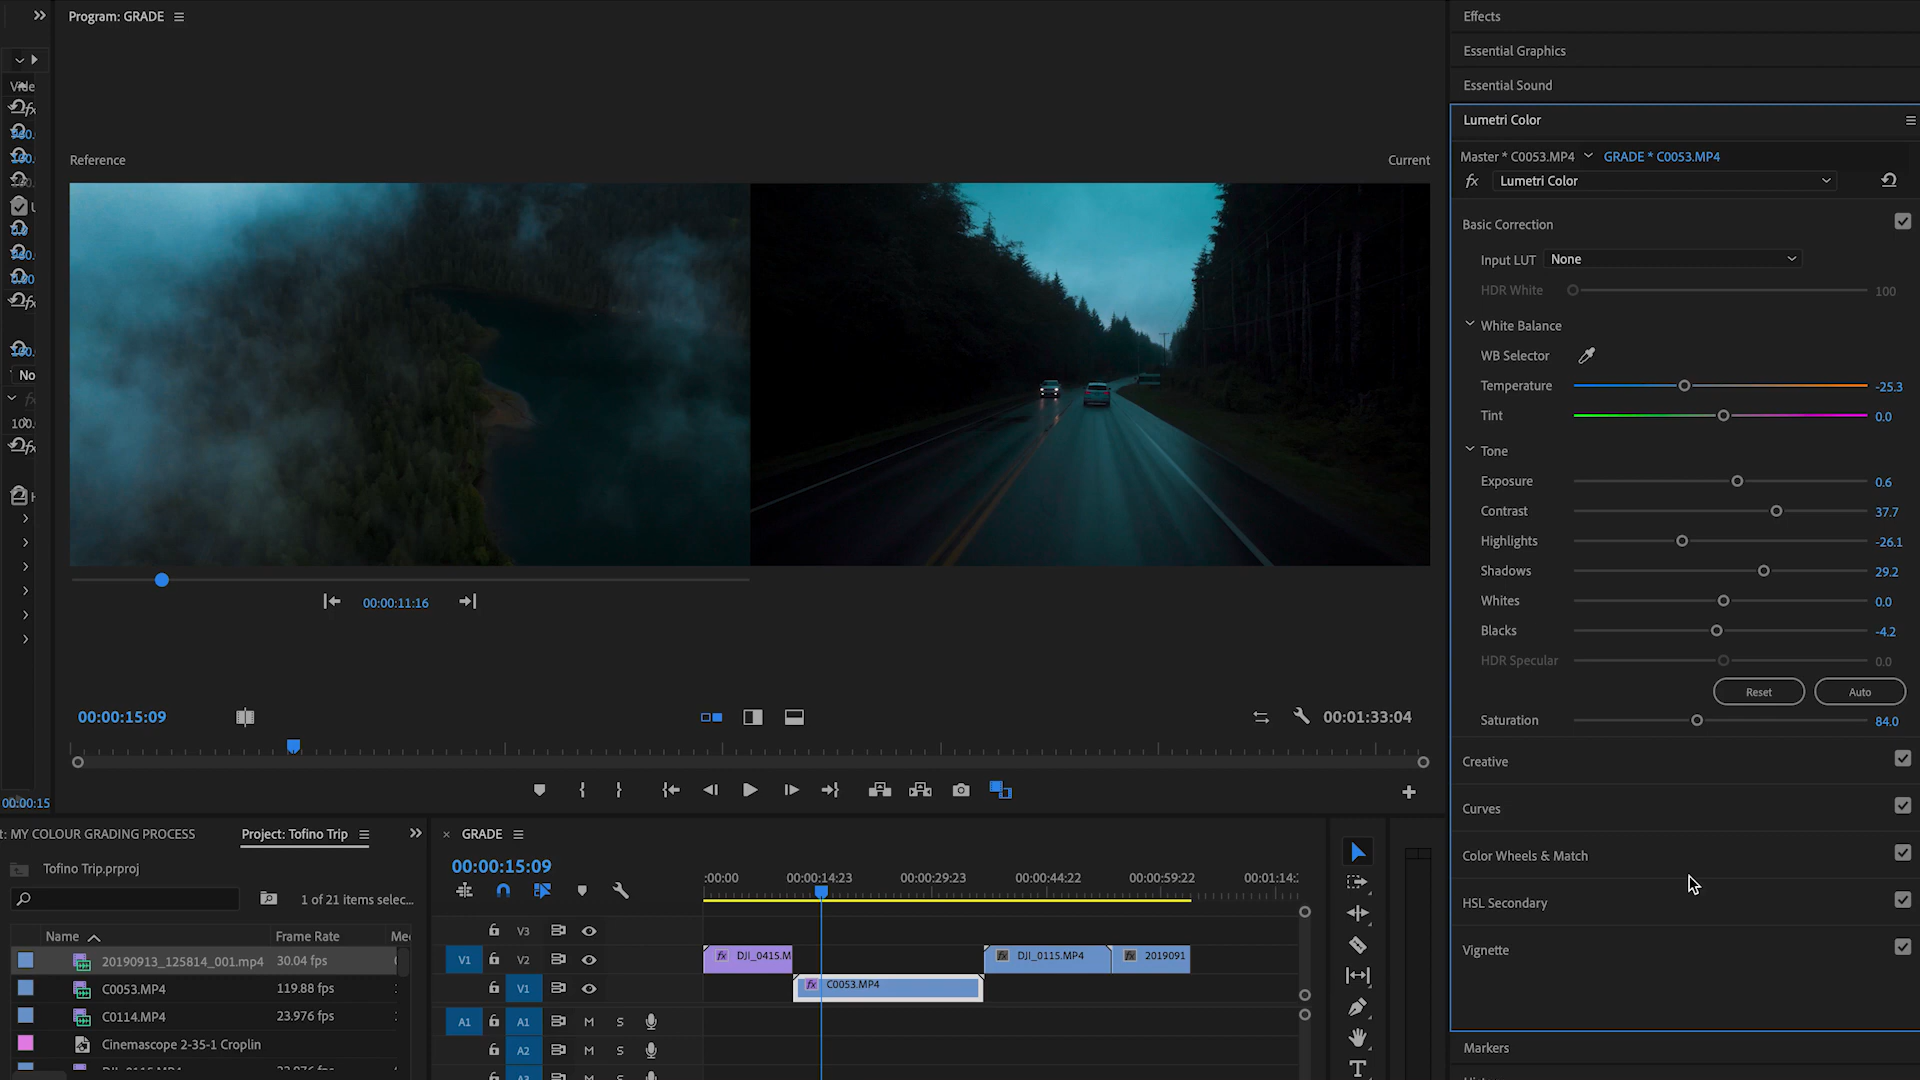 Program: GRADE
Effects
Essential Graphics
Essential Sound
Lumetri Color
Reference
Current
Master * C0053.MP4
GRADE * C0053.MP4
fx
Lumetri Color
Basic Correction
Input LUT
None
HDR White
100
White Balance
WB Selector
Temperature
-25.3
Tint
0.0
Tone
Exposure
0.6
Contrast
37.7
Highlights
-26.1
Shadows
29.2
Whites
0.0
Blacks
-4.2
HDR Specular
0.0
Reset
Auto
Saturation
84.0
Creative
Curves
Color Wheels & Match
HSL Secondary
Vignette
Markers
No
100.
00:00:15
00:00:11:16
00:00:15:09
00:01:33:04
t: MY COLOUR GRADING PROCESS
Project: Tofino Trip
Tofino Trip.prproj
1 of 21 items selec...
Name
Frame Rate
Me
20190913_125814_001.mp4
30.04 fps
C0053.MP4
119.88 fps
C0114.MP4
23.976 fps
Cinemascope 2-35-1 Croplin
GRADE
00:00:15:09
:00:00
00:00:14:23
00:00:29:23
00:00:44:22
00:00:59:22
00:01:14:
V3
V1
V2
fx
DJI_0415.M
fx
DJI_0115.MP4
fx
2019091
V1
fx
C0053.MP4
A1
A1
M
S
A2
M
S
T